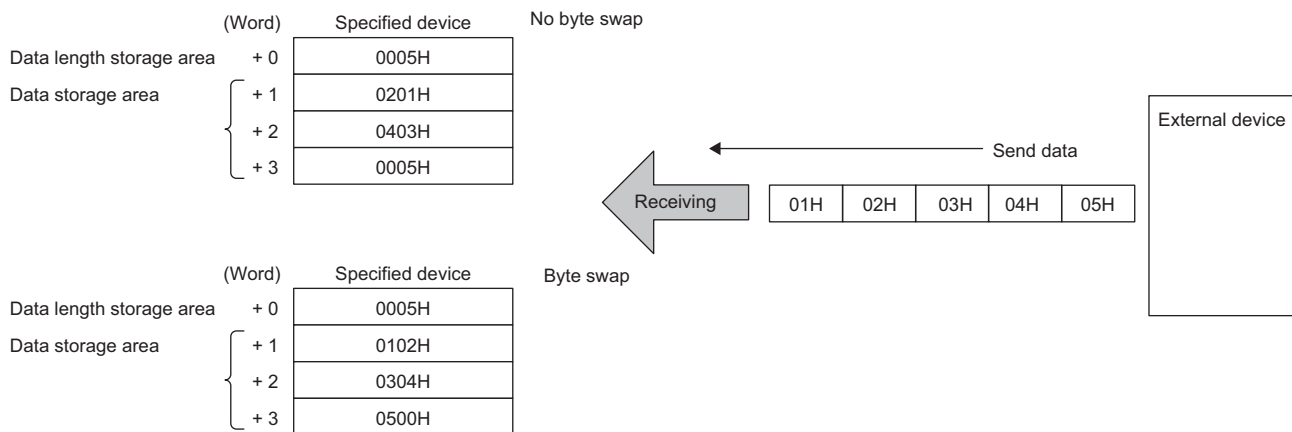 (Word) Specified device No byte swap
Data length storage area + 0 0005H
Data storage area + 1 0201H
+ 2 0403H
+ 3 0005H
External device
Send data
Receiving 01H 02H 03H 04H 05H
(Word) Specified device Byte swap
Data length storage area + 0 0005H
Data storage area + 1 0102H
+ 2 0304H
+ 3 0500H